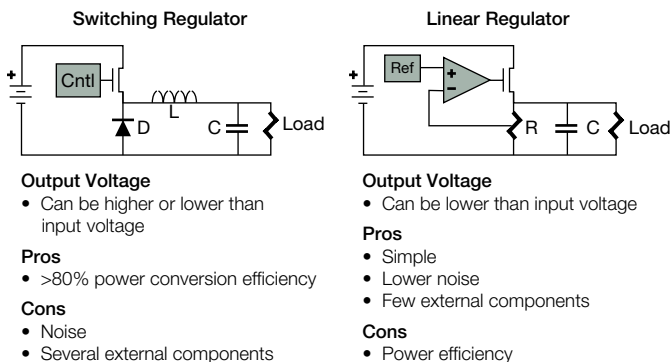 Switching Regulator
+
Cntl
D
L
C
Load
Output Voltage
• Can be higher or lower than
input voltage
Pros
• >80% power conversion efficiency
Cons
• Noise
• Several external components
Linear Regulator
+
Ref
+
−
R
C
Load
Output Voltage
• Can be lower than input voltage
Pros
• Simple
• Lower noise
• Few external components
Cons
• Power efficiency